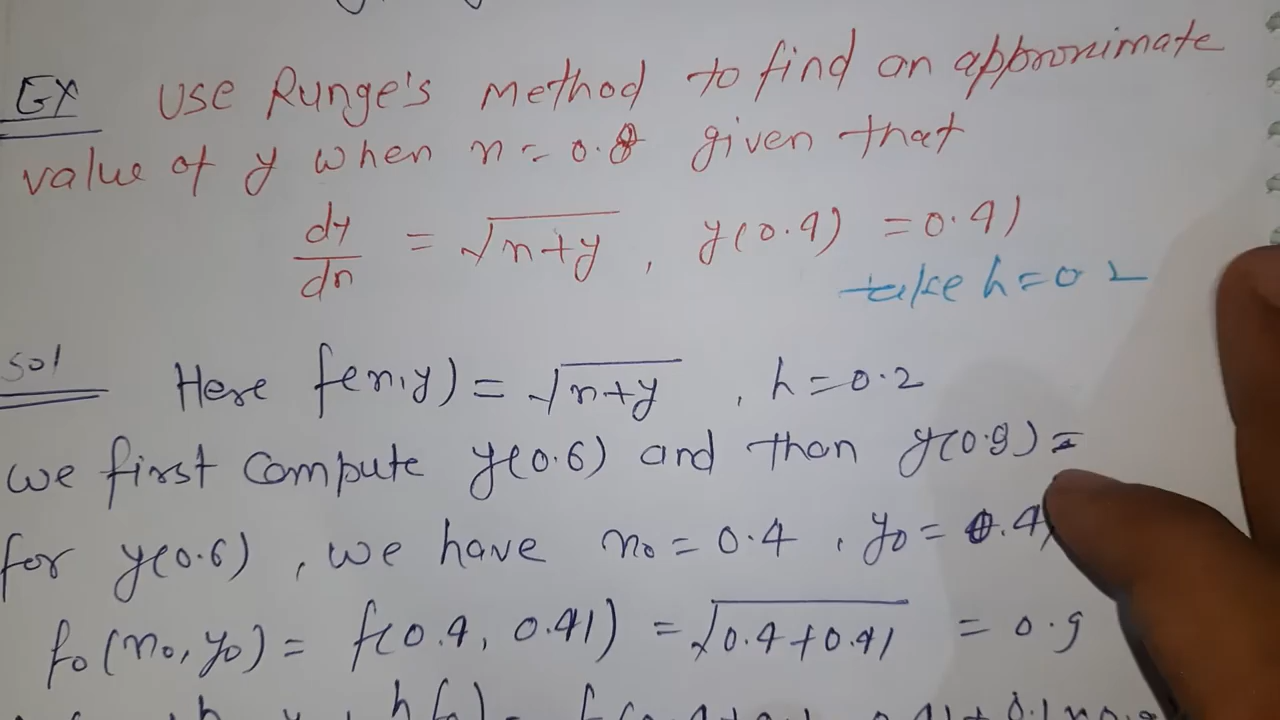 Ex Use Runge's method to find an approximate
value of y when x = 0.8 given that
dy/dx = √x+y , y(0.4) = 0.41
take h = 0.2
Sol Here f(x,y) = √x+y , h = 0.2
we first compute y(0.6) and than y(0.8) =
for y(0.6) , we have x₀ = 0.4 , y₀ = 0.4
f₀(x₀,y₀) = f(0.4, 0.41) = √0.4+0.41 = 0.9